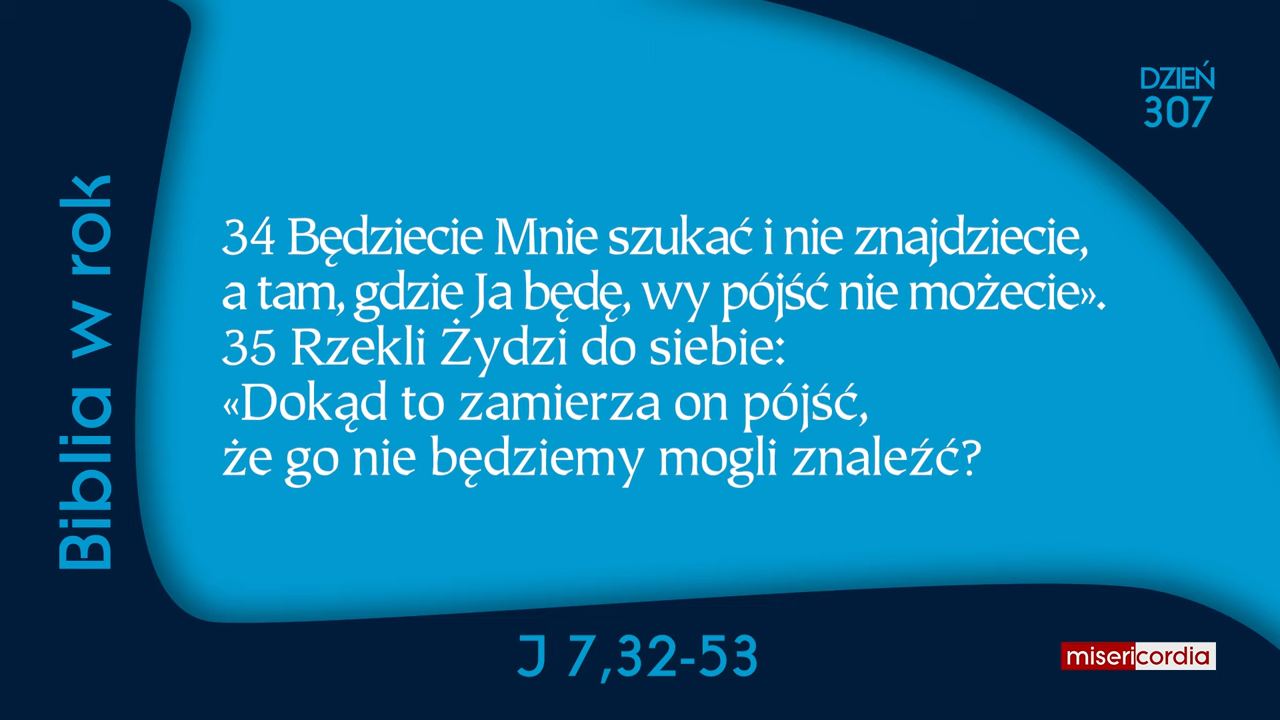 DZIEŃ
307
Biblia w rok
34 Będziecie Mnie szukać i nie znajdziecie,
a tam, gdzie Ja będę, wy pójść nie możecie».
35 Rzekli Żydzi do siebie:
«Dokąd to zamierza on pójść,
że go nie będziemy mogli znaleźć?
J 7,32-53
misericordia